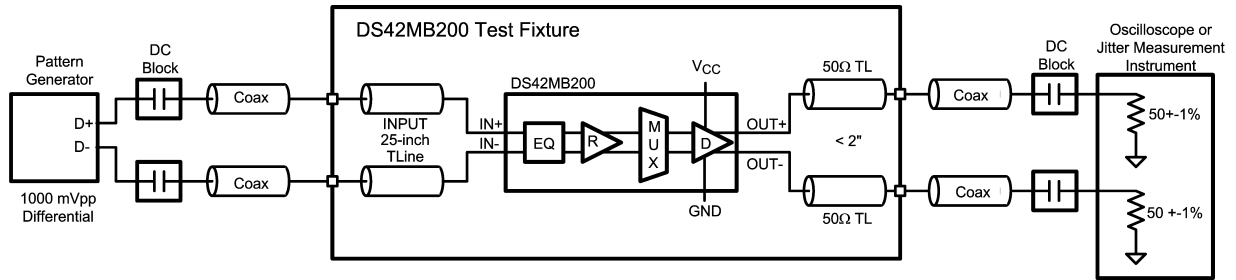 DS42MB200 Test Fixture
Pattern
Generator
D+
D-
1000 mVpp
Differential
DC
Block
Coax
Coax
INPUT
25-inch
TLine
DS42MB200
IN+
IN-
EQ
R
M
U
X
D
VCC
GND
OUT+
OUT-
50Ω TL
< 2"
50Ω TL
Coax
Coax
DC
Block
Oscilloscope or
Jitter Measurement
Instrument
50+-1%
50 +-1%